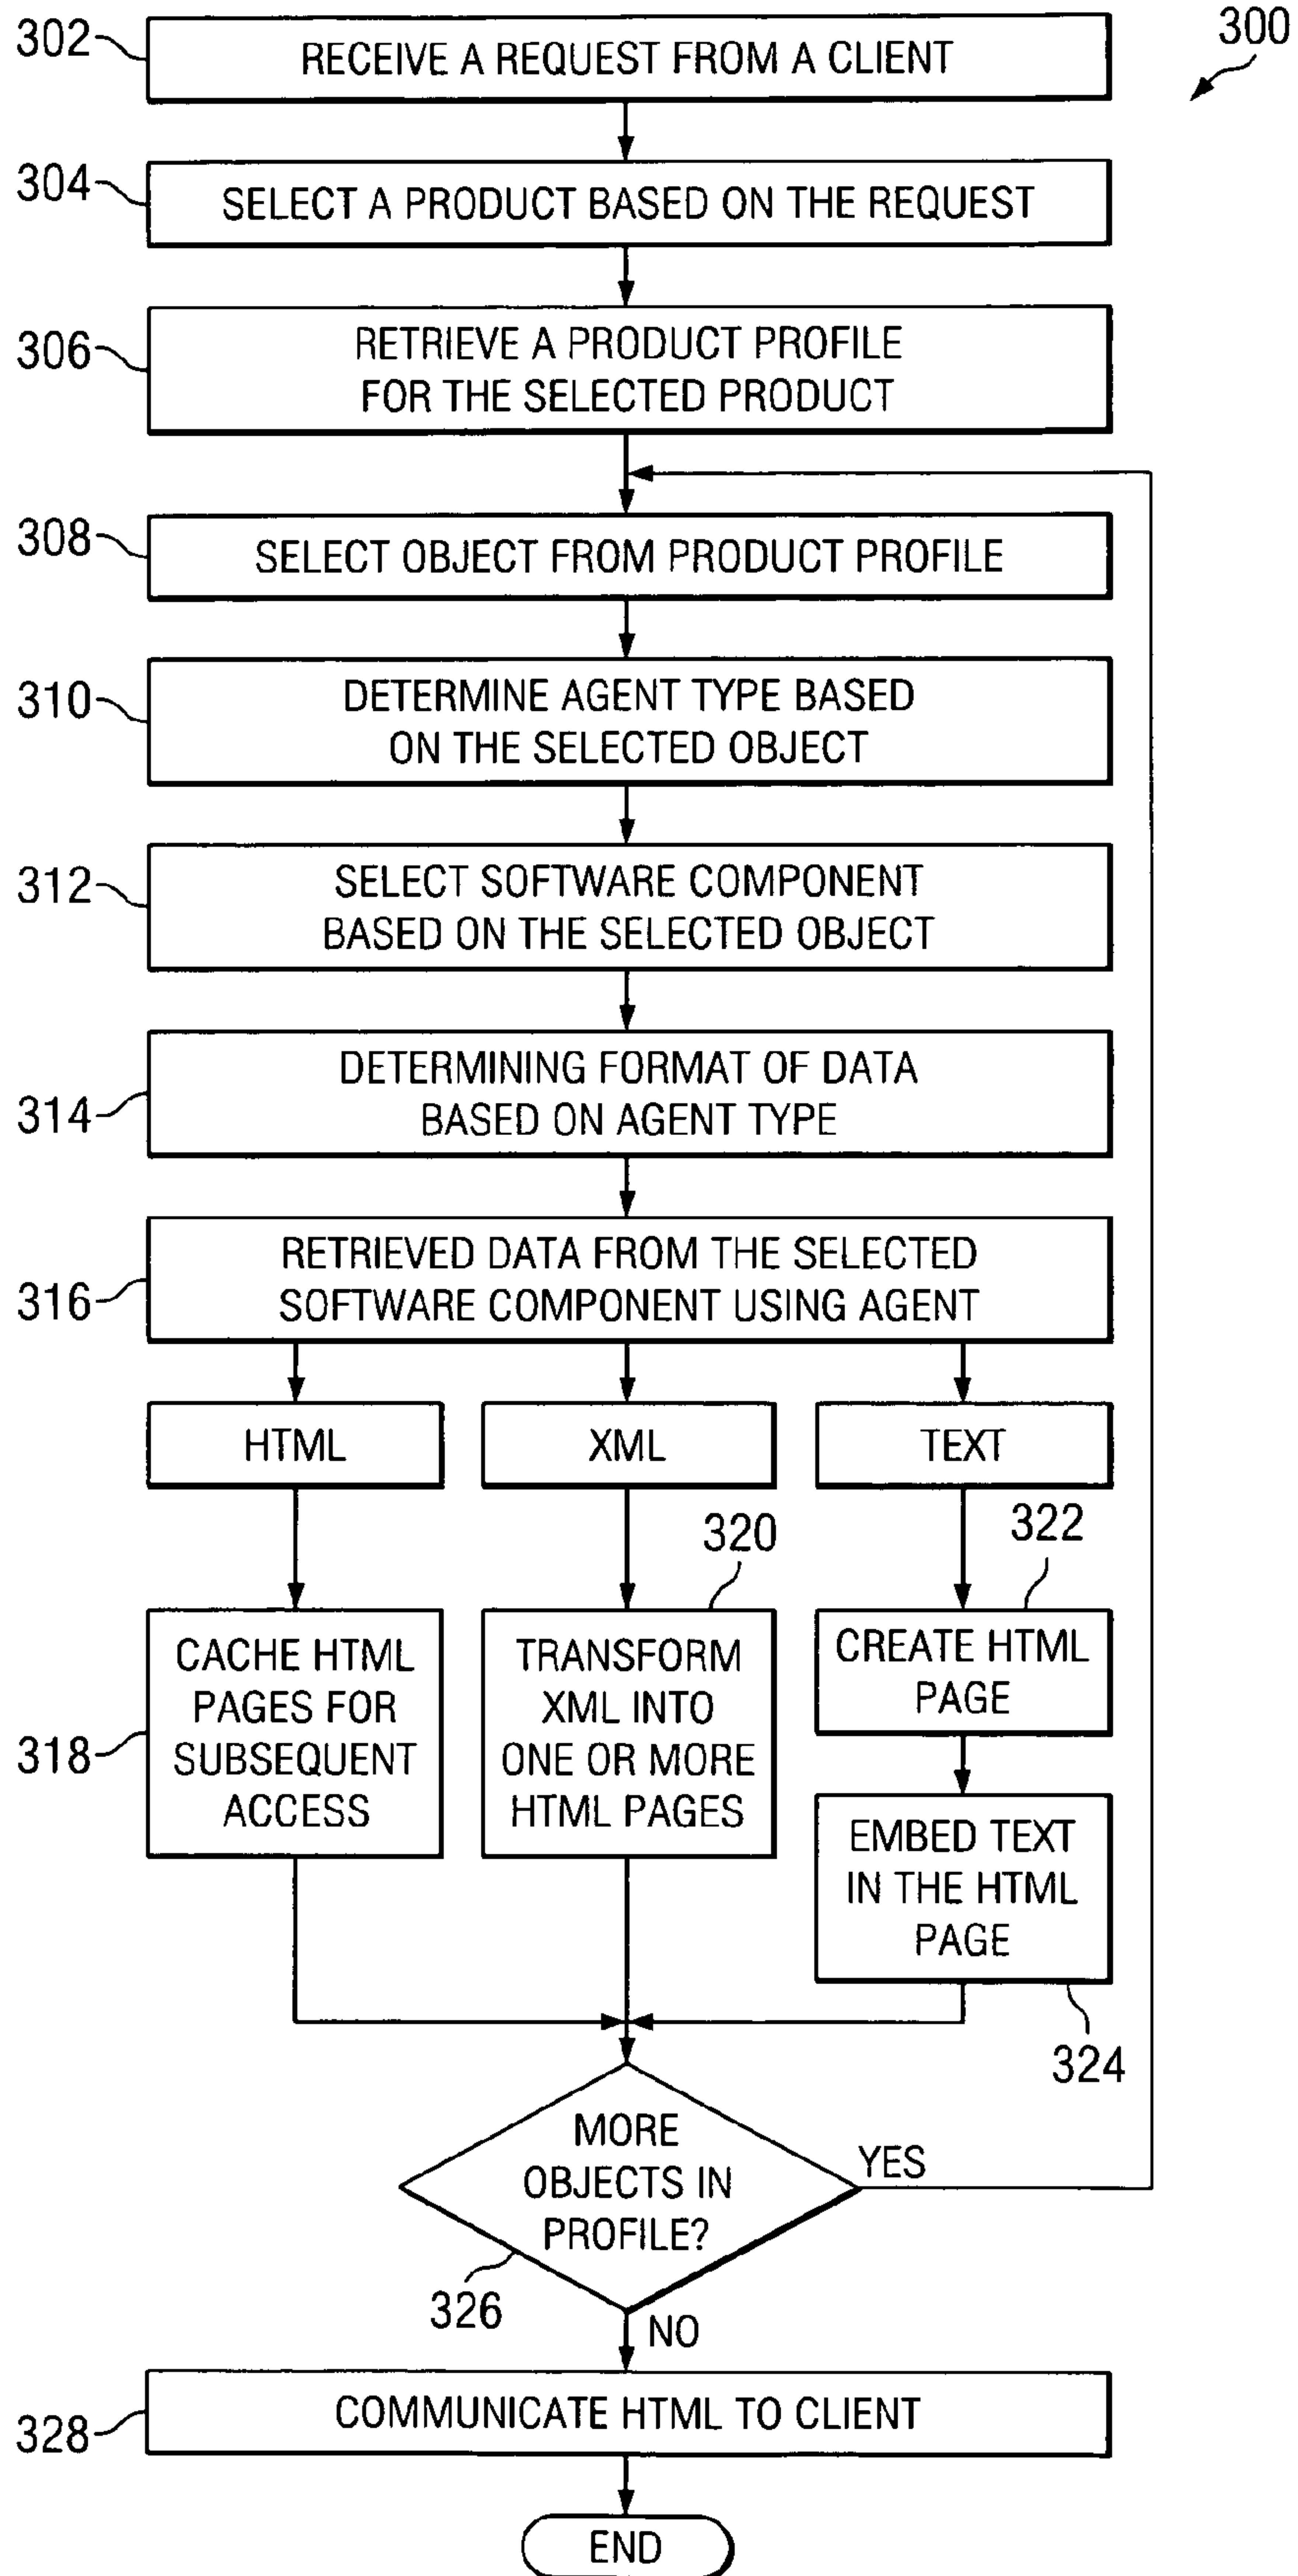 300
302
RECEIVE A REQUEST FROM A CLIENT
304
SELECT A PRODUCT BASED ON THE REQUEST
306
RETRIEVE A PRODUCT PROFILE
FOR THE SELECTED PRODUCT
308
SELECT OBJECT FROM PRODUCT PROFILE
310
DETERMINE AGENT TYPE BASED
ON THE SELECTED OBJECT
312
SELECT SOFTWARE COMPONENT
BASED ON THE SELECTED OBJECT
314
DETERMINING FORMAT OF DATA
BASED ON AGENT TYPE
316
RETRIEVED DATA FROM THE SELECTED
SOFTWARE COMPONENT USING AGENT
HTML
XML
TEXT
318
CACHE HTML
PAGES FOR
SUBSEQUENT
ACCESS
320
TRANSFORM
XML INTO
ONE OR MORE
HTML PAGES
322
CREATE HTML
PAGE
EMBED TEXT
IN THE HTML
PAGE
324
MORE
OBJECTS IN
PROFILE?
YES
326
NO
328
COMMUNICATE HTML TO CLIENT
END